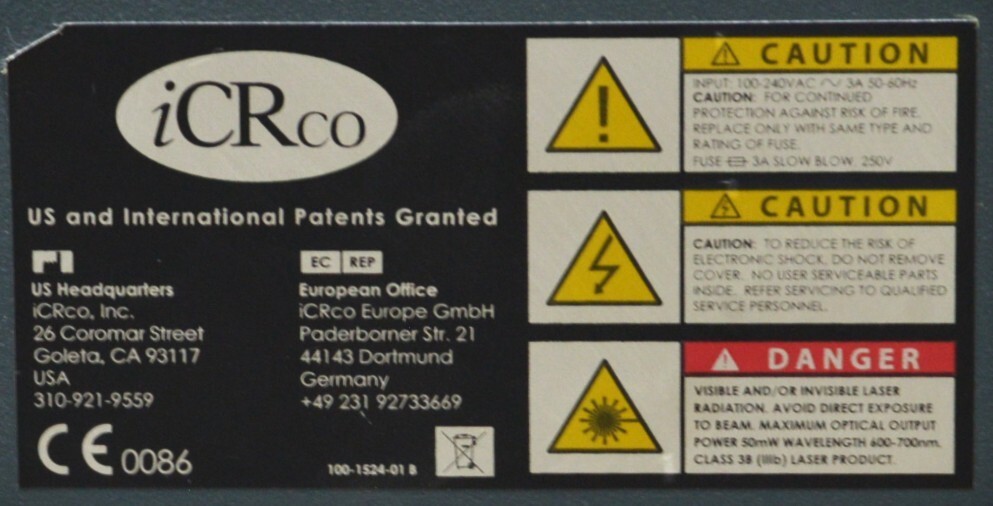 iCRco
US and International Patents Granted
US Headquarters
iCRco, Inc.
26 Coromar Street
Goleta, CA 93117
USA
310-921-9559
EC REP
European Office
iCRco Europe GmbH
Paderborner Str. 21
44143 Dortmund
Germany
+49 231 92733669
CE 0086
100-1524-01 B
CAUTION
INPUT: 100-240VAC 3A 50-60Hz
CAUTION: FOR CONTINUED
PROTECTION AGAINST RISK OF FIRE,
REPLACE ONLY WITH SAME TYPE AND
RATING OF FUSE.
FUSE 3A SLOW BLOW, 250V
CAUTION
CAUTION: TO REDUCE THE RISK OF
ELECTRONIC SHOCK, DO NOT REMOVE
COVER. NO USER SERVICEABLE PARTS
INSIDE. REFER SERVICING TO QUALIFIED
SERVICE PERSONNEL.
DANGER
VISIBLE AND/OR INVISIBLE LASER
RADIATION. AVOID DIRECT EXPOSURE
TO BEAM. MAXIMUM OPTICAL OUTPUT
POWER 50mW WAVELENGTH 600-700nm.
CLASS 3B (IIIb) LASER PRODUCT.